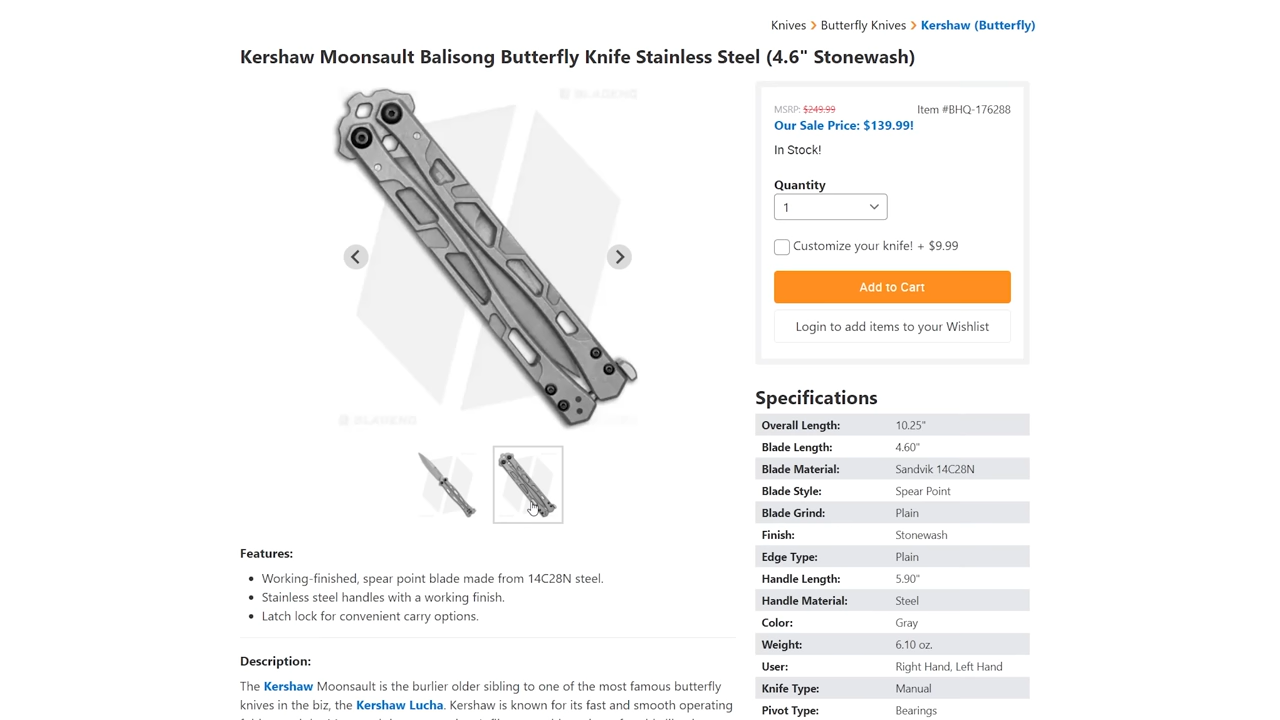 Knives > Butterfly Knives > Kershaw (Butterfly)
Kershaw Moonsault Balisong Butterfly Knife Stainless Steel (4.6" Stonewash)
MSRP: $249.99 Item #BHQ-176288
Our Sale Price: $139.99!
In Stock!
Quantity
1
Customize your knife! + $9.99
Add to Cart
Login to add items to your Wishlist
Specifications
Overall Length: 10.25"
Blade Length: 4.60"
Blade Material: Sandvik 14C28N
Blade Style: Spear Point
Blade Grind: Plain
Finish: Stonewash
Edge Type: Plain
Handle Length: 5.90"
Handle Material: Steel
Color: Gray
Weight: 6.10 oz.
User: Right Hand, Left Hand
Knife Type: Manual
Pivot Type: Bearings
Features:
• Working-finished, spear point blade made from 14C28N steel.
• Stainless steel handles with a working finish.
• Latch lock for convenient carry options.
Description:
The Kershaw Moonsault is the burlier older sibling to one of the most famous butterfly
knives in the biz, the Kershaw Lucha. Kershaw is known for its fast and smooth operating